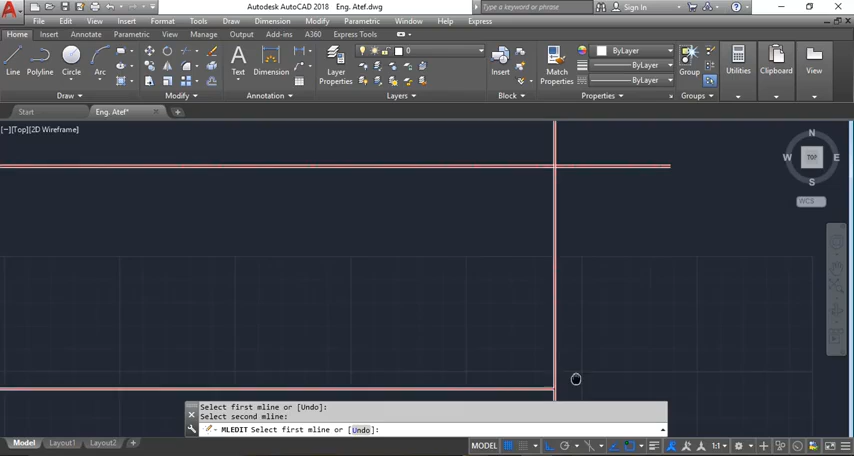 Autodesk AutoCAD 2018   Eng. Atef.dwg
Type a keyword or phrase
Sign In
File Edit View Insert Format Tools Draw Dimension Modify Parametric Window Help Express
Home Insert Annotate Parametric View Manage Output Add-ins A360 Express Tools
0
ByLayer
ByLayer
ByLayer
Line Polyline Circle Arc Text Dimension Layer Properties Insert Match Properties Group Utilities Clipboard View
Draw Modify Annotation Layers Block Properties Groups
Start Eng. Atef*
[−][Top][2D Wireframe]
N
W TOP E
S
WCS
Select first mline or [Undo]:
Select second mline:
MLEDIT Select first mline or [Undo]:
Model Layout1 Layout2 +
MODEL 1:1